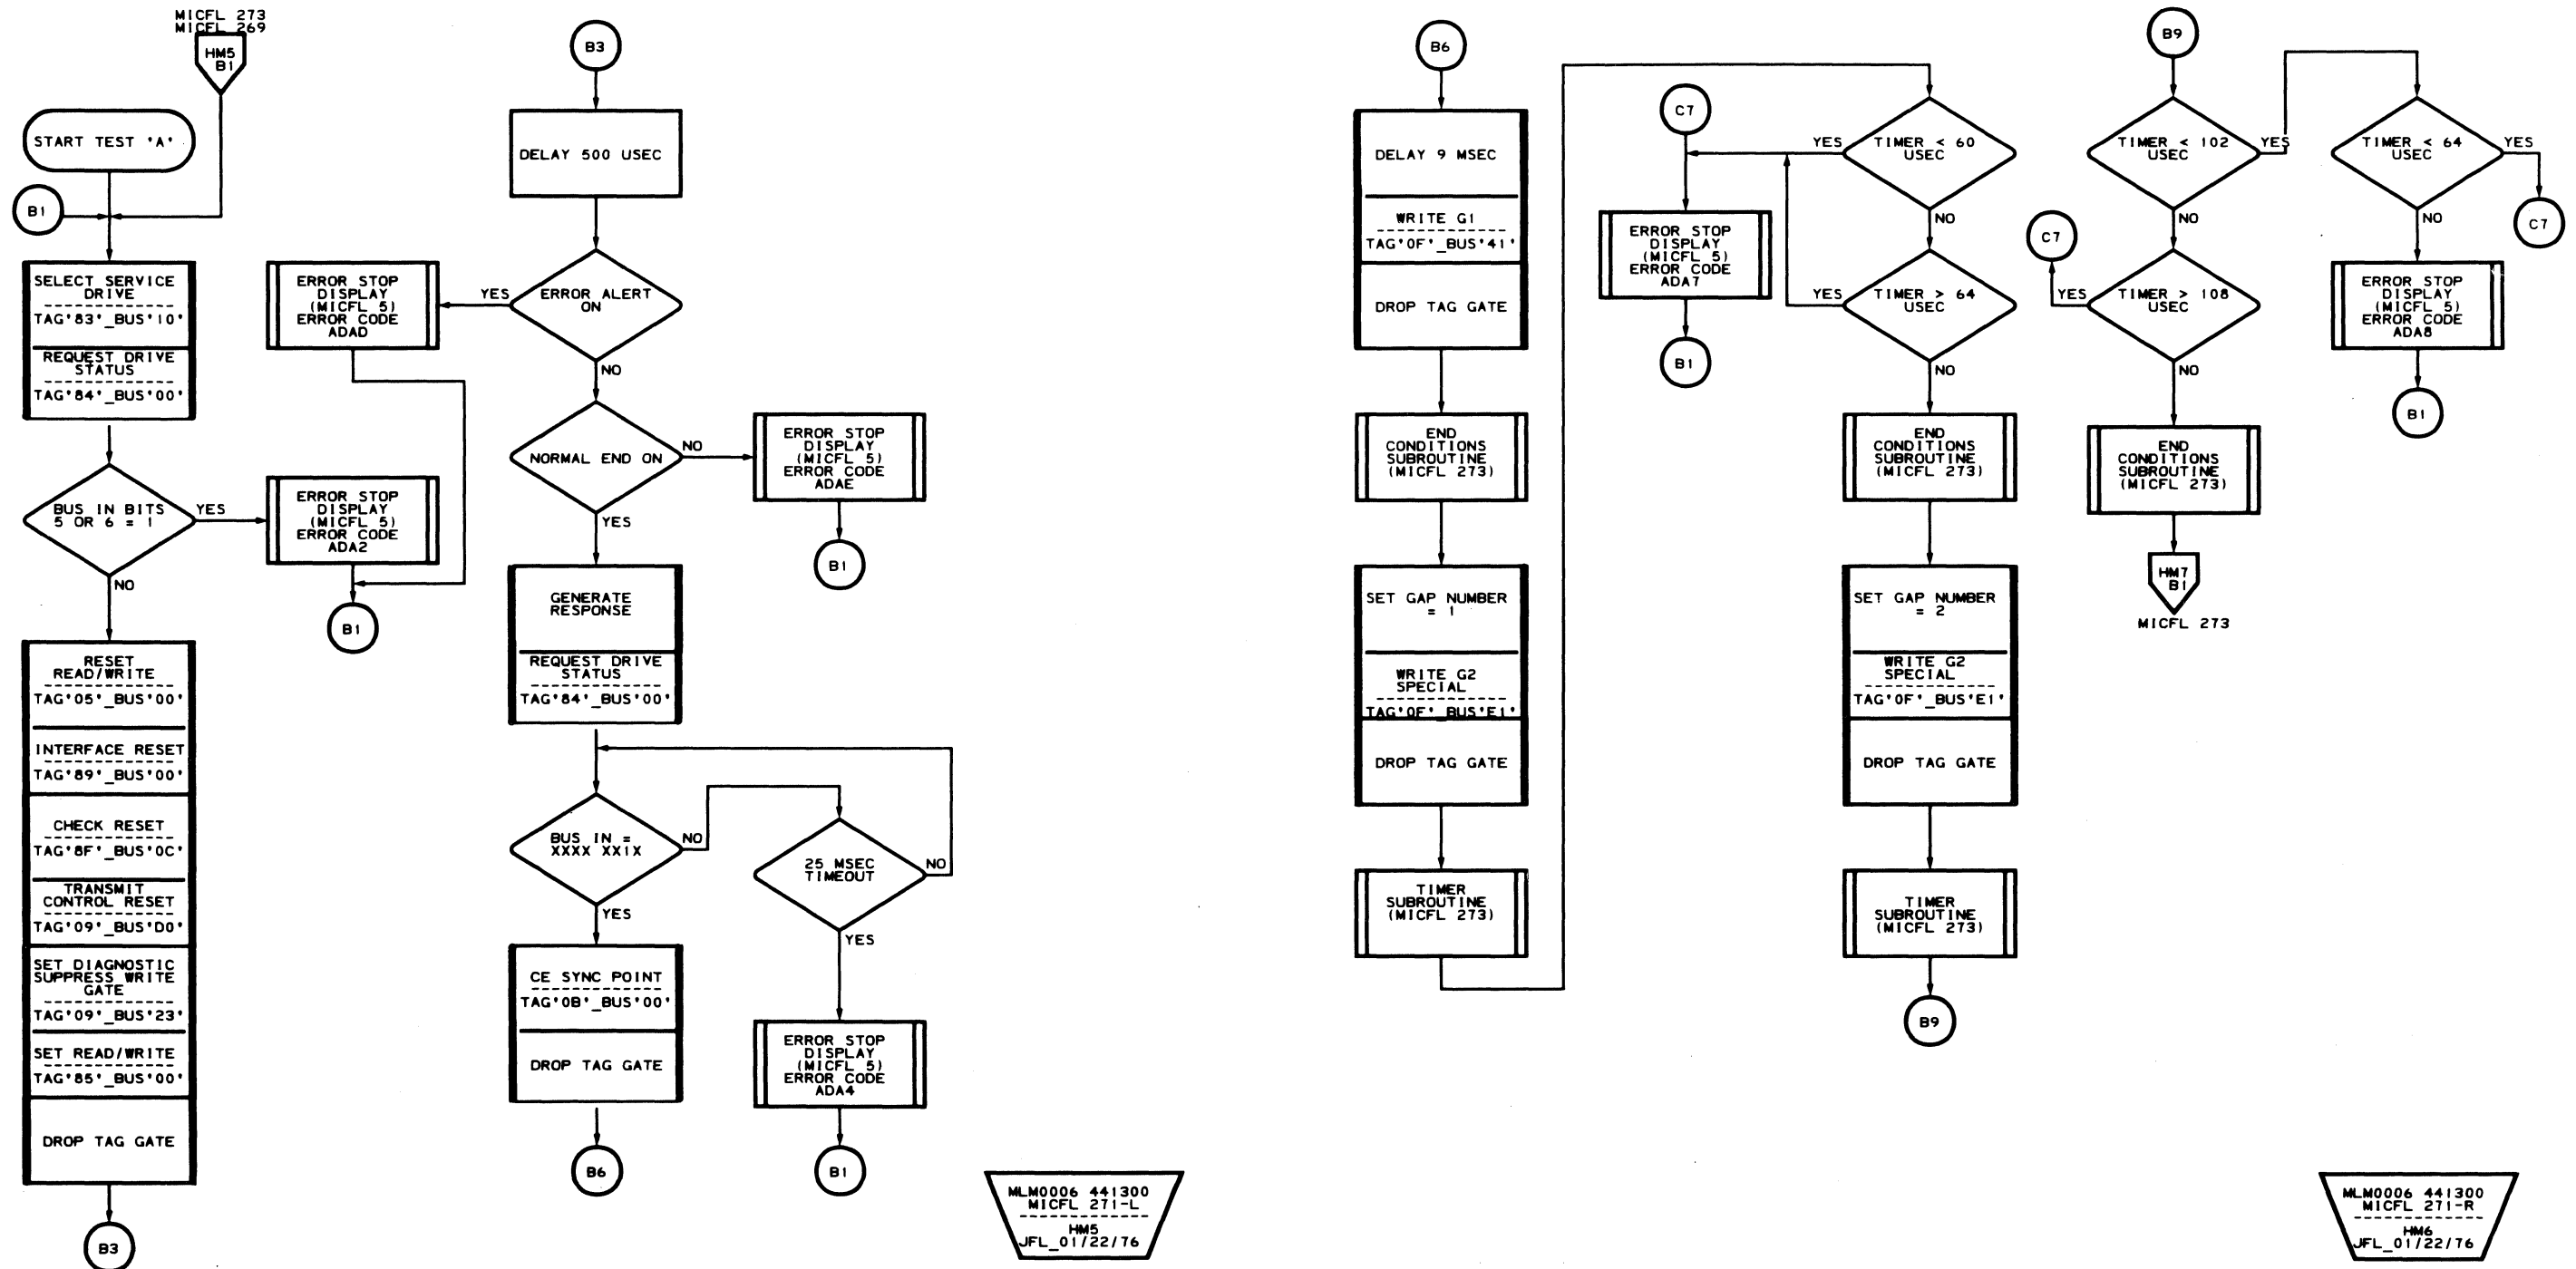 MICFL 273
MICFL 269
HM5
B1
START TEST 'A'
B1
SELECT SERVICE
DRIVE
TAG'83'_BUS'10'
REQUEST DRIVE
STATUS
TAG'84'_BUS'00'
BUS IN BITS
5 OR 6 = 1
YES
NO
ERROR STOP
DISPLAY
(MICFL 5)
ERROR CODE
ADA2
B1
RESET
READ/WRITE
TAG'05'_BUS'00'
INTERFACE RESET
TAG'89'_BUS'00'
CHECK RESET
TAG'8F'_BUS'0C'
TRANSMIT
CONTROL RESET
TAG'09'_BUS'D0'
SET DIAGNOSTIC
SUPPRESS WRITE
GATE
TAG'09'_BUS'23'
SET READ/WRITE
TAG'85'_BUS'00'
DROP TAG GATE
B3
B3
DELAY 500 USEC
ERROR ALERT
ON
YES
NO
ERROR STOP
DISPLAY
(MICFL 5)
ERROR CODE
ADAD
NORMAL END ON
NO
YES
ERROR STOP
DISPLAY
(MICFL 5)
ERROR CODE
ADAE
B1
GENERATE
RESPONSE
REQUEST DRIVE
STATUS
TAG'84'_BUS'00'
BUS IN =
XXXX XX1X
NO
YES
25 MSEC
TIMEOUT
NO
YES
CE SYNC POINT
TAG'0B'_BUS'00'
DROP TAG GATE
B6
ERROR STOP
DISPLAY
(MICFL 5)
ERROR CODE
ADA4
B1
MLM0006 441300
MICFL 271-L
HM5
JFL_01/22/76
B6
DELAY 9 MSEC
WRITE G1
TAG'0F'_BUS'41'
DROP TAG GATE
END
CONDITIONS
SUBROUTINE
(MICFL 273)
SET GAP NUMBER
= 1
WRITE G2
SPECIAL
TAG'0F'_BUS'E1'
DROP TAG GATE
TIMER
SUBROUTINE
(MICFL 273)
C7
ERROR STOP
DISPLAY
(MICFL 5)
ERROR CODE
ADA7
B1
TIMER < 60
USEC
YES
NO
TIMER > 64
USEC
YES
NO
END
CONDITIONS
SUBROUTINE
(MICFL 273)
SET GAP NUMBER
= 2
WRITE G2
SPECIAL
TAG'0F'_BUS'E1'
DROP TAG GATE
TIMER
SUBROUTINE
(MICFL 273)
B9
B9
TIMER < 102
USEC
YES
NO
C7
TIMER > 108
USEC
YES
NO
END
CONDITIONS
SUBROUTINE
(MICFL 273)
HM7
B1
MICFL 273
TIMER < 64
USEC
YES
NO
C7
ERROR STOP
DISPLAY
(MICFL 5)
ERROR CODE
ADA8
B1
MLM0006 441300
MICFL 271-R
HM6
JFL_01/22/76